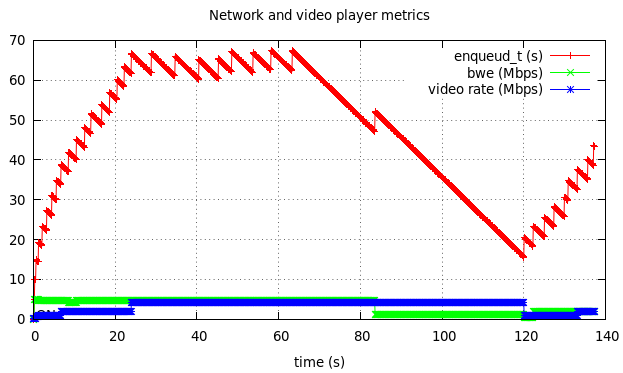 Network and video player metrics
enqueud_t (s)
bwe (Mbps)
video rate (Mbps)
70
60
50
40
30
20
10
0
0 20 40 60 80 100 120 140
time (s)